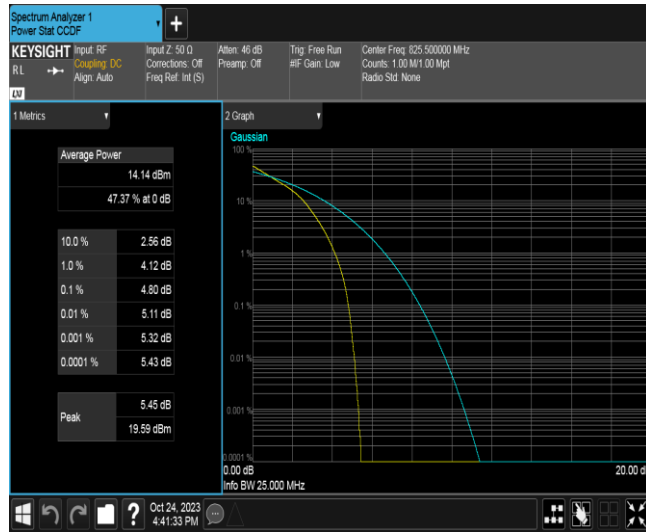 Spectrum Analyzer 1
Power Stat CCDF
+
KEYSIGHT
RL
LXI
Input: RF
Coupling: DC
Align: Auto
Input Z: 50 Ω
Corrections: Off
Freq Ref: Int (S)
Atten: 46 dB
Preamp: Off
Trig: Free Run
#IF Gain: Low
Center Freq: 825.500000 MHz
Counts: 1.00 M/1.00 Mpt
Radio Std: None
1 Metrics
Average Power
14.14 dBm
47.37 % at 0 dB
10.0 % 2.56 dB
1.0 % 4.12 dB
0.1 % 4.80 dB
0.01 % 5.11 dB
0.001 % 5.32 dB
0.0001 % 5.43 dB
Peak
5.45 dB
19.59 dBm
2 Graph
Gaussian
100 %
10 %
1 %
0.1 %
0.01 %
0.001 %
0.0001 %
0.00 dB
20.00 d
Info BW 25.000 MHz
?
Oct 24, 2023
4:41:33 PM